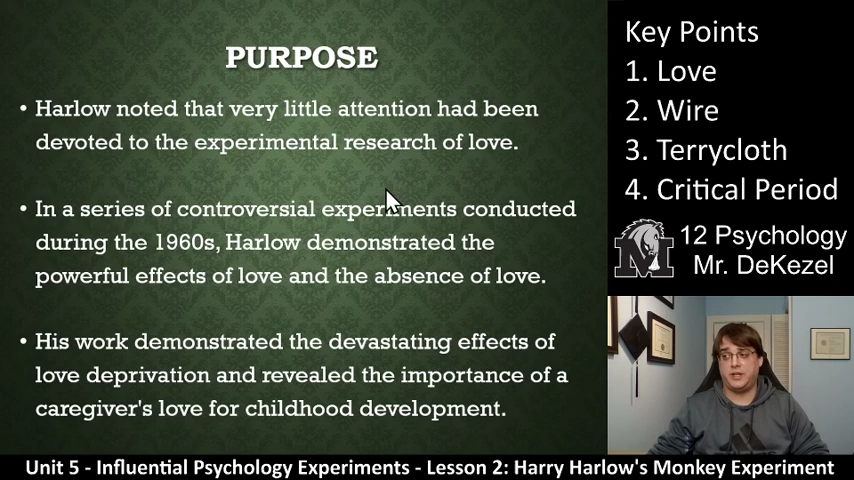 PURPOSE
• Harlow noted that very little attention had been
devoted to the experimental research of love.
• In a series of controversial experiments conducted
during the 1960s, Harlow demonstrated the
powerful effects of love and the absence of love.
• His work demonstrated the devastating effects of
love deprivation and revealed the importance of a
caregiver's love for childhood development.
Key Points
1. Love
2. Wire
3. Terrycloth
4. Critical Period
M
12 Psychology
Mr. DeKezel
Unit 5 - Influential Psychology Experiments - Lesson 2: Harry Harlow's Monkey Experiment